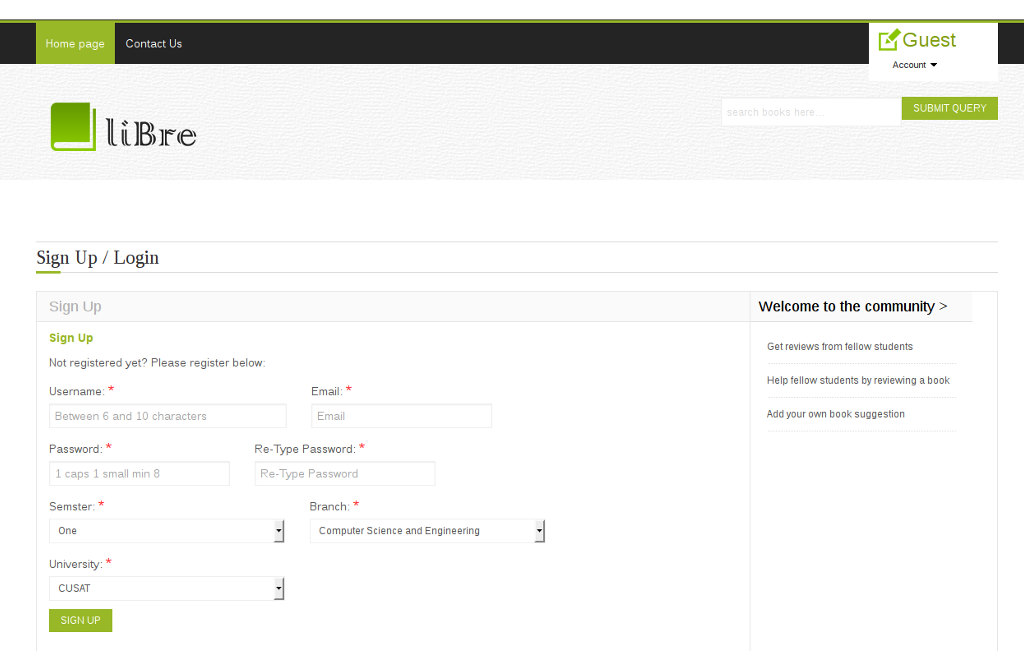 Home page Contact Us Guest
Account
search books here... SUBMIT QUERY
liBre
Sign Up / Login
Sign Up Welcome to the community >
Sign Up
Not registered yet? Please register below:
Get reviews from fellow students
Help fellow students by reviewing a book
Add your own book suggestion
Username: * Email: *
Between 6 and 10 characters Email
Password: * Re-Type Password: *
1 caps 1 small min 8 Re-Type Password
Semster: * Branch: *
One Computer Science and Engineering
University: *
CUSAT
SIGN UP